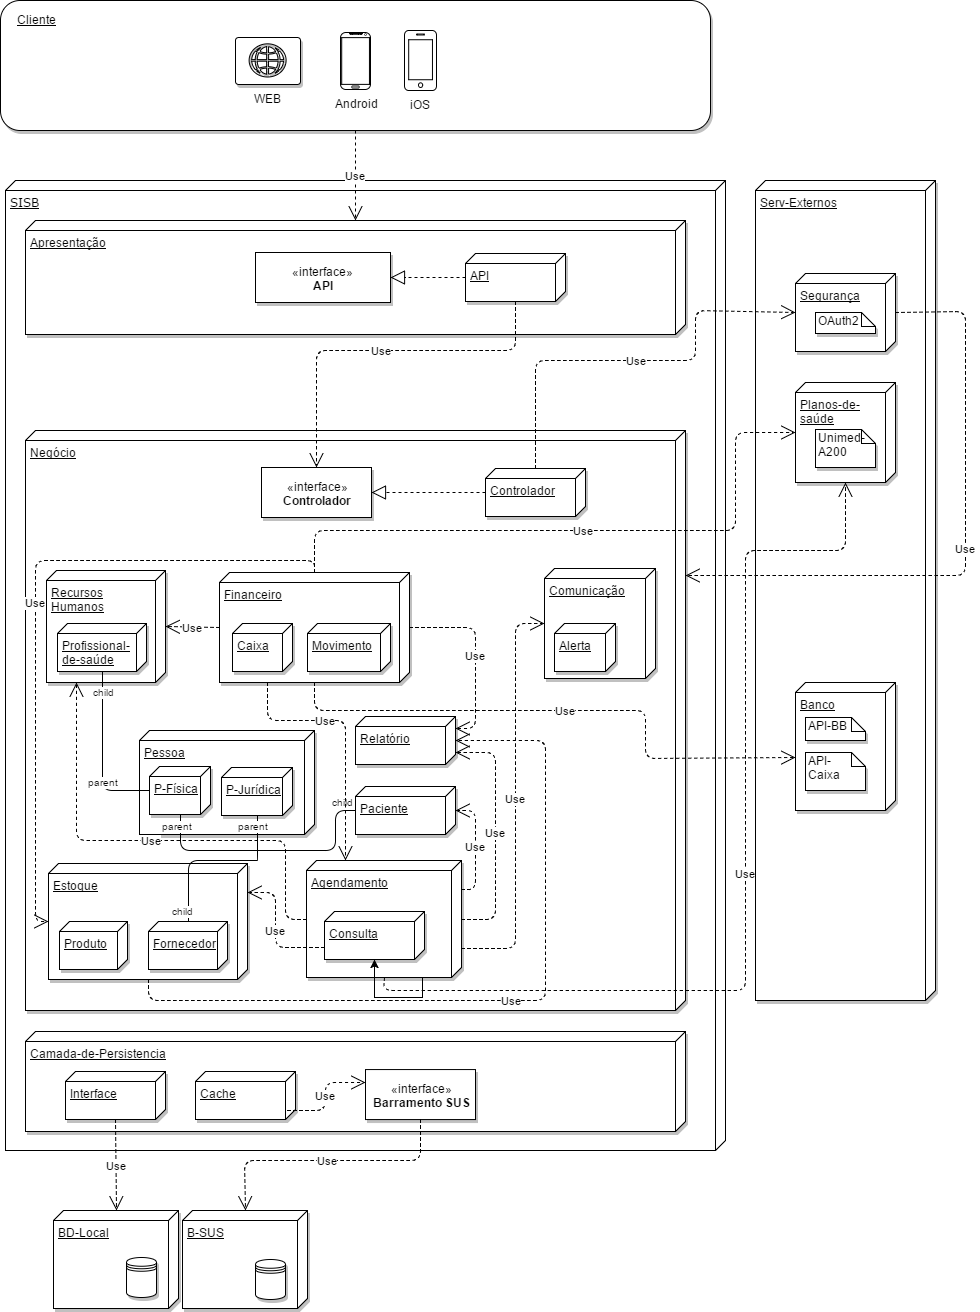 Cliente
WEB
Android
iOS
Use
SISB
Serv-Externos
Apresentação
«interface»
API
API
Segurança
OAuth2
Use
Use
Planos-de-
saúde
Unimed-
A200
Negócio
«interface»
Controlador
Controlador
Use
Use
Recursos
Humanos
Profissional-
de-saúde
Use
Use
Financeiro
Caixa
Movimento
Use
Comunicação
Alerta
child
Use
Use
Banco
API-BB
API-
Caixa
Relatório
Pessoa
P-Física
P-Jurídica
parent
parent
parent
child
Paciente
Use
Use
Use
Use
Use
Estoque
Produto
Fornecedor
child
Agendamento
Consulta
Use
Use
Camada-de-Persistencia
Interface
Cache
Use
«interface»
Barramento SUS
Use
Use
BD-Local
B-SUS